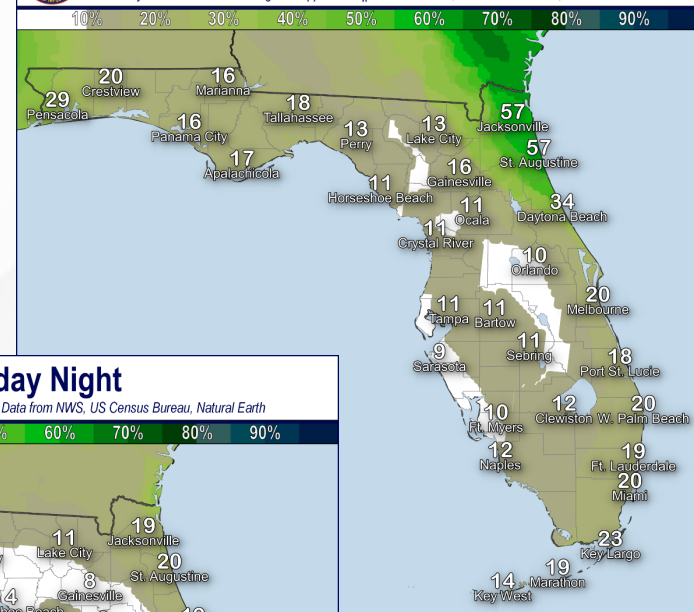 10% 20% 30% 40% 50% 60% 70% 80% 90%
20
Crestview
16
Marianna
29
Pensacola
18
Tallahassee
57
Jacksonville
16
Panama City
13
Perry
13
Lake City
57
St. Augustine
17
Apalachicola
16
Gainesville
11
Horseshoe Beach
11
Ocala
34
Daytona Beach
11
Crystal River
10
Orlando
20
Melbourne
11
Tampa
11
Bartow
11
Sebring
9
Sarasota
18
Port St. Lucie
10
Ft. Myers
12
Clewiston
20
W. Palm Beach
12
Naples
19
Ft. Lauderdale
20
Miami
23
Key Largo
19
Marathon
14
Key West
day Night
Data from NWS, US Census Bureau, Natural Earth
% 60% 70% 80% 90%
19
Jacksonville
11
Lake City
20
St. Augustine
8
Gainesville
4